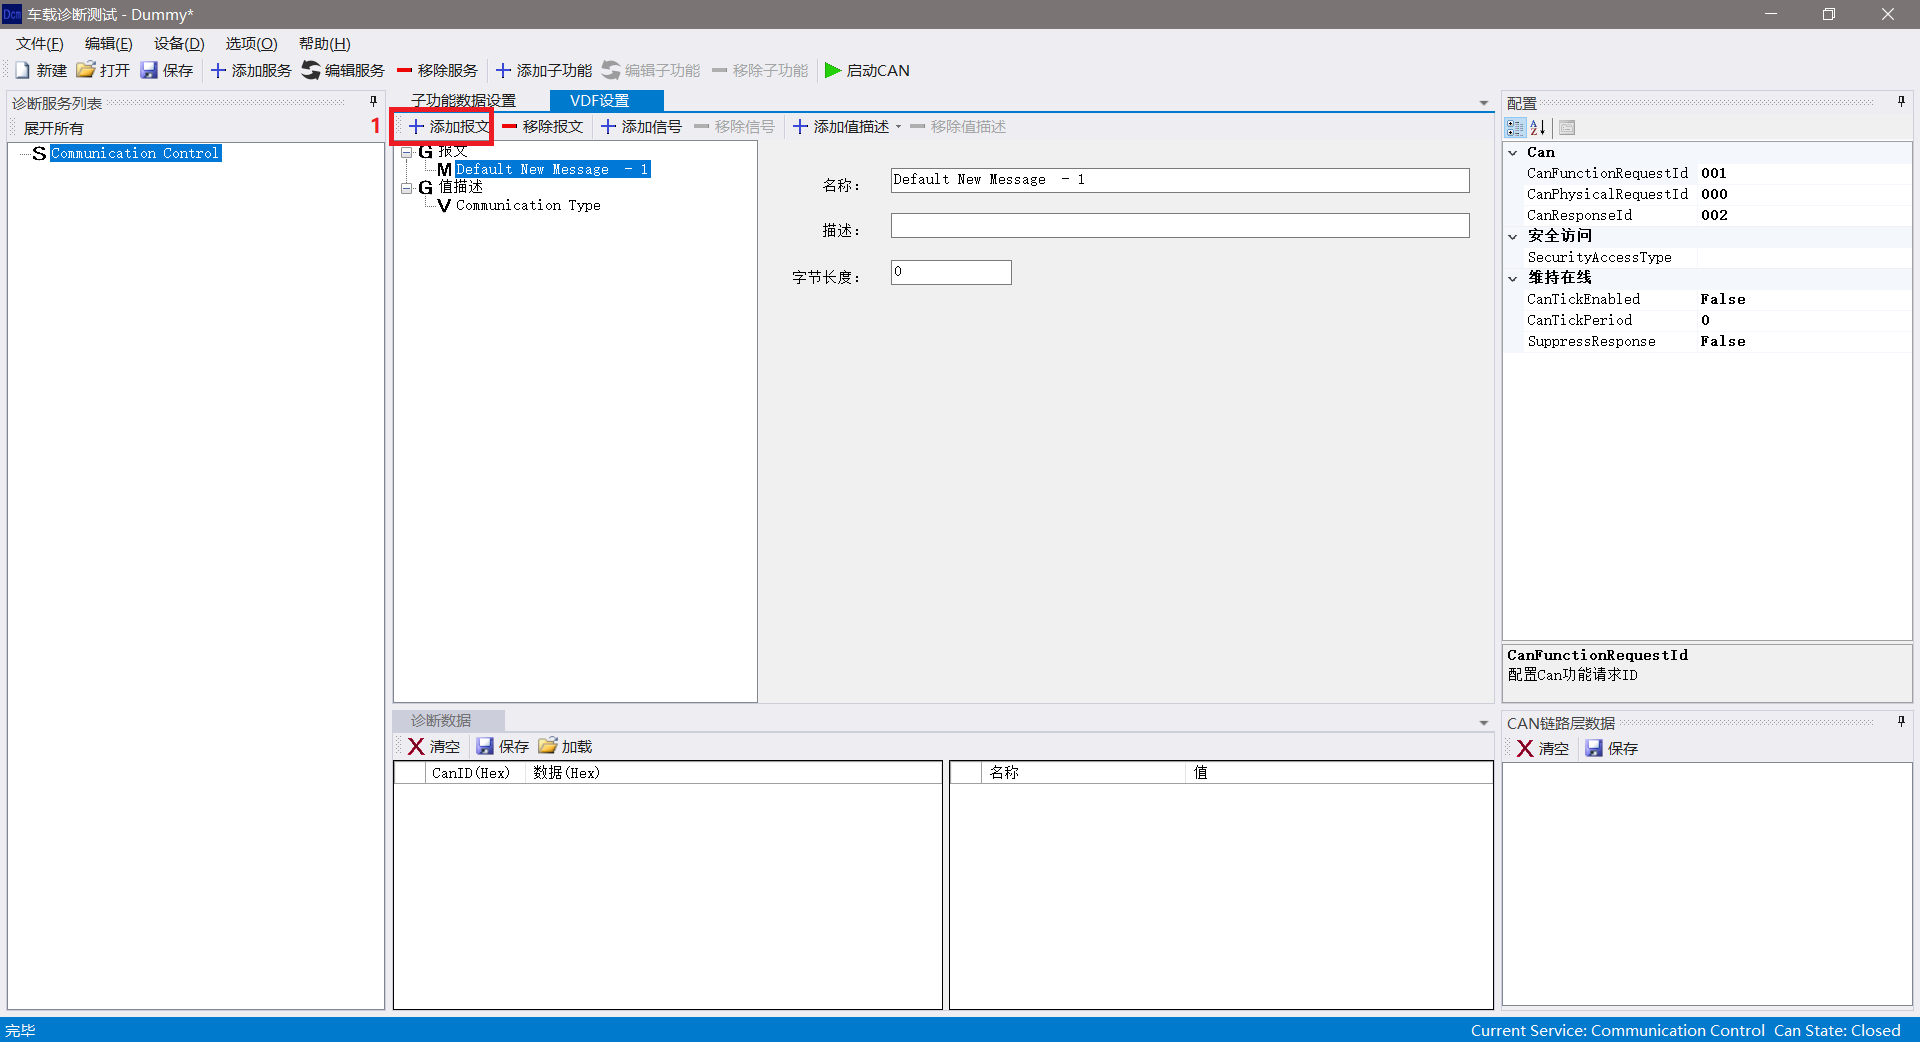 Dcm 车载诊断测试 - Dummy*
文件(F) 编辑(E) 设备(D) 选项(O) 帮助(H)
新建 打开 保存 添加服务 编辑服务 移除服务 添加子功能 编辑子功能 移除子功能 启动CAN
诊断服务列表
展开所有
S Communication Control
子功能数据设置 VDF设置
1
添加报文 移除报文 添加信号 移除信号 添加值描述 移除值描述
G 报文
M Default New Message - 1
G 值描述
V Communication Type
名称： Default New Message - 1
描述：
字节长度： 0
配置
Can
CanFunctionRequestId 001
CanPhysicalRequestId 000
CanResponseId 002
安全访问
SecurityAccessType
维持在线
CanTickEnabled False
CanTickPeriod 0
SuppressResponse False
CanFunctionRequestId
配置Can功能请求ID
诊断数据
清空 保存 加载
CanID(Hex) 数据(Hex)
名称 值
CAN链路层数据
清空 保存
完毕
Current Service: Communication Control Can State: Closed